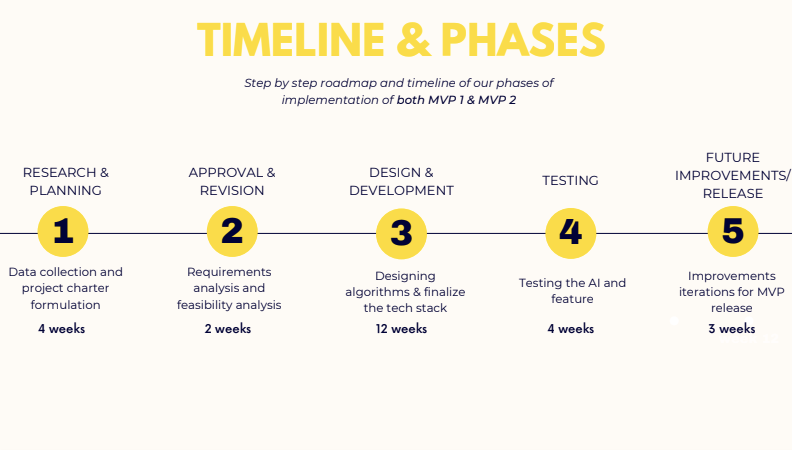 TIMELINE & PHASES
Step by step roadmap and timeline of our phases of
implementation of both MVP 1 & MVP 2
RESEARCH &
PLANNING
1
Data collection and
project charter
formulation
4 weeks
APPROVAL &
REVISION
2
Requirements
analysis and
feasibility analysis
2 weeks
DESIGN &
DEVELOPMENT
3
Designing
algorithms & finalize
the tech stack
12 weeks
TESTING
4
Testing the AI and
feature
4 weeks
FUTURE
IMPROVEMENTS/
RELEASE
5
Improvements
iterations for MVP
release
3 weeks